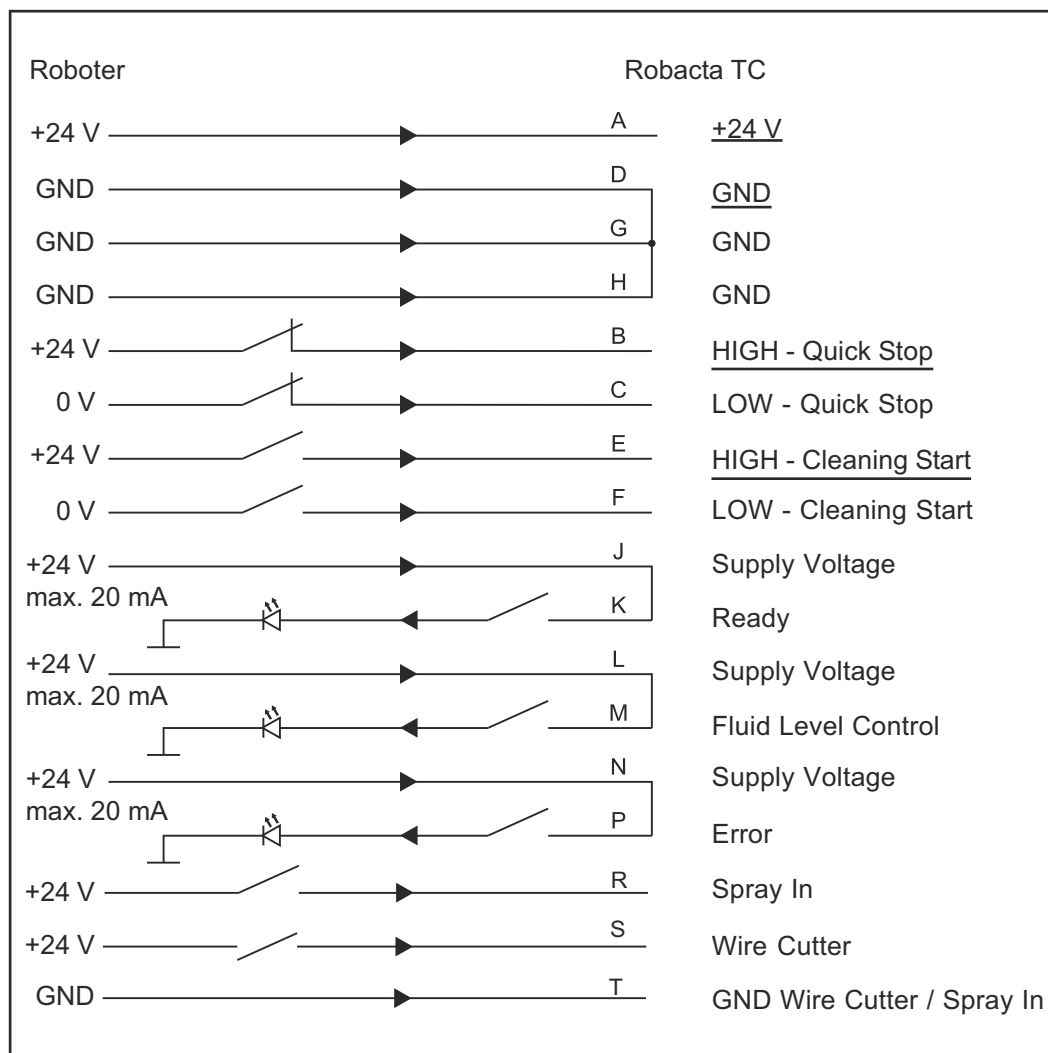 Roboter Robacta TC
+24 V A +24 V
GND D GND
GND G GND
GND H GND
+24 V B HIGH - Quick Stop
0 V C LOW - Quick Stop
+24 V E HIGH - Cleaning Start
0 V F LOW - Cleaning Start
+24 V J Supply Voltage
max. 20 mA K Ready
+24 V L Supply Voltage
max. 20 mA M Fluid Level Control
+24 V N Supply Voltage
max. 20 mA P Error
+24 V R Spray In
+24 V S Wire Cutter
GND T GND Wire Cutter / Spray In